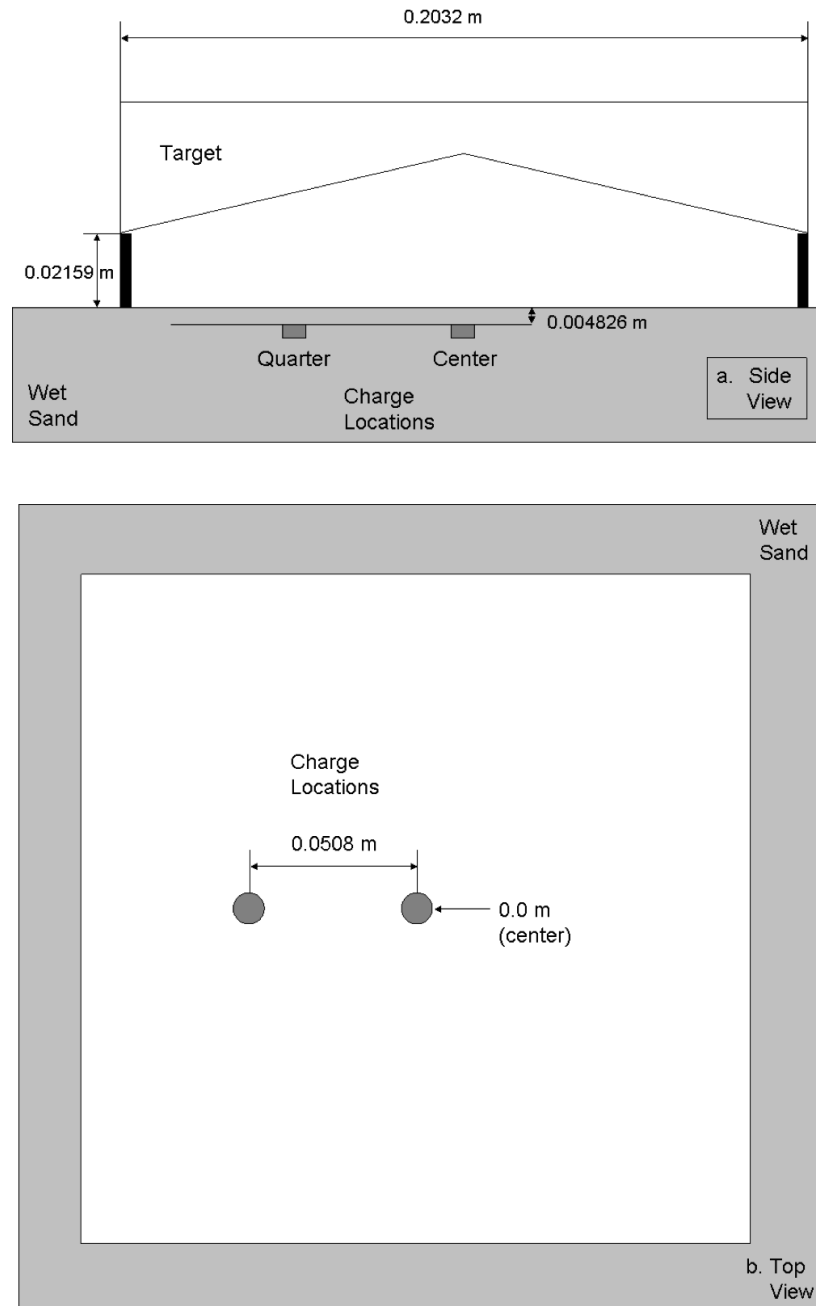 0.2032 m
Target
0.02159 m
0.004826 m
Quarter
Center
Wet
Sand
Charge
Locations
a. Side
View
Wet
Sand
Charge
Locations
0.0508 m
0.0 m
(center)
b. Top
View